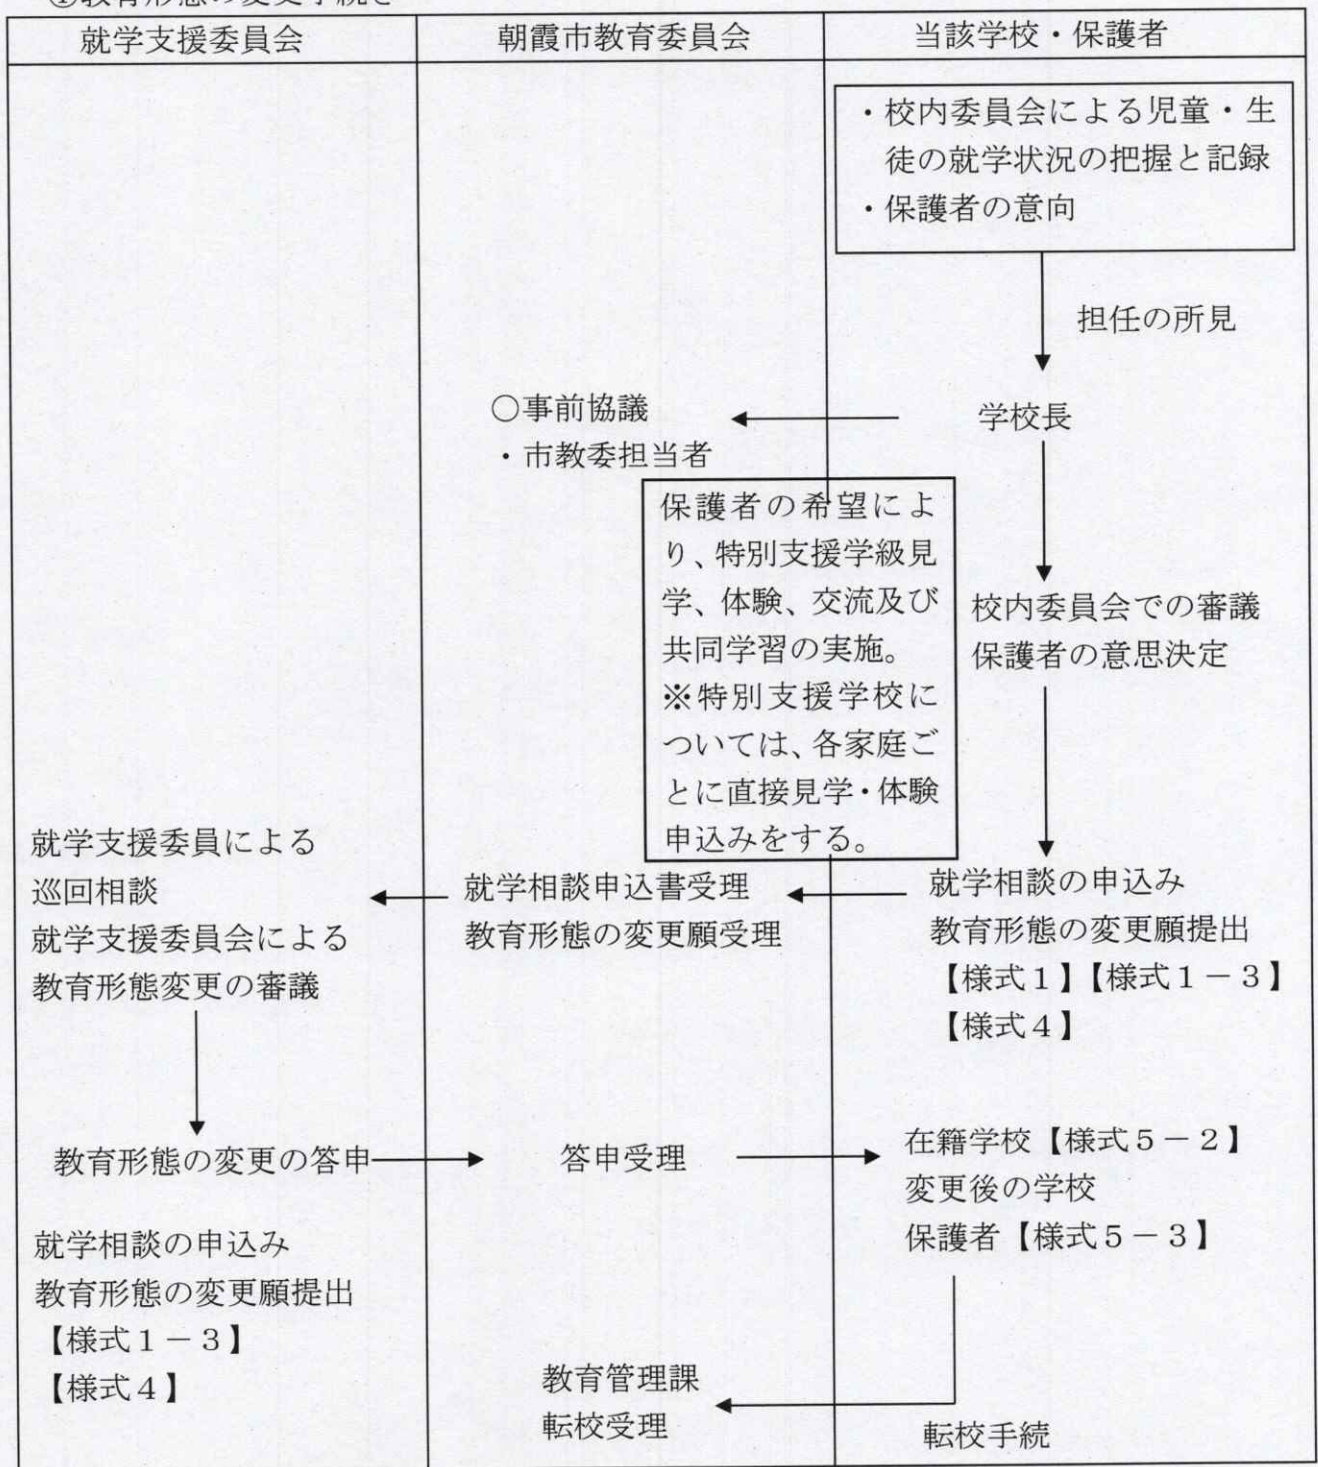 ①教育形態の変更手続き
就学支援委員会
朝霞市教育委員会
当該学校・保護者
・校内委員会による児童・生
徒の就学状況の把握と記録
・保護者の意向
担任の所見
○事前協議
・市教委担当者
学校長
保護者の希望によ
り、特別支援学級見
学、体験、交流及び
共同学習の実施。
※特別支援学校に
ついては、各家庭ご
とに直接見学・体験
申込みをする。
校内委員会での審議
保護者の意思決定
就学支援委員による
巡回相談
就学支援委員会による
教育形態変更の審議
就学相談申込書受理
教育形態の変更願受理
就学相談の申込み
教育形態の変更願提出
【様式1】【様式1-3】
【様式4】
教育形態の変更の答申
答申受理
在籍学校【様式5-2】
変更後の学校
保護者【様式5-3】
就学相談の申込み
教育形態の変更願提出
【様式1-3】
【様式4】
教育管理課
転校受理
転校手続